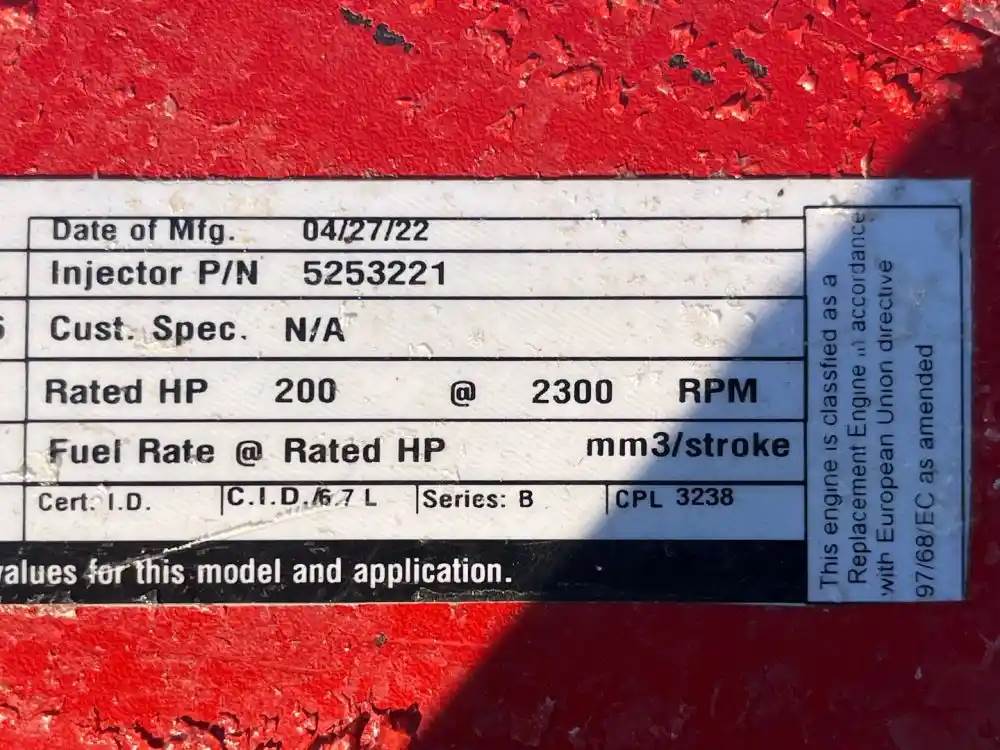 Date of Mfg. 04/27/22
Injector P/N 5253221
Cust. Spec. N/A
Rated HP 200 @ 2300 RPM
Fuel Rate @ Rated HP mm3/stroke
Cert. I.D. C.I.D./6.7 L Series: B CPL 3238
values for this model and application.
This engine is classfied as a
Replacement Engine in accordance
with European Union directive
97/68/EC as amended